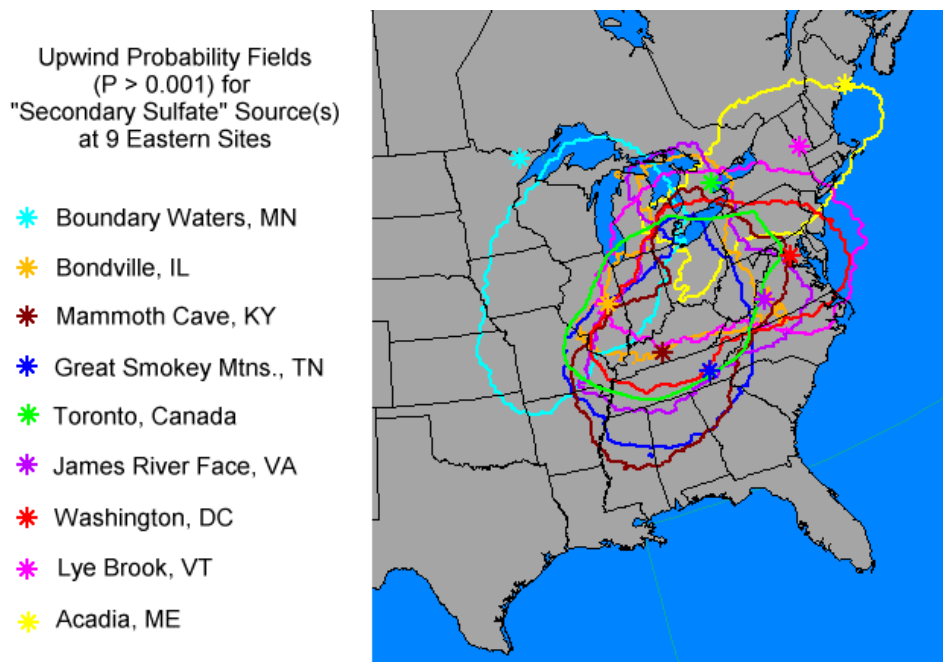 Upwind Probability Fields
(P > 0.001) for
"Secondary Sulfate" Source(s)
at 9 Eastern Sites
Boundary Waters, MN
Bondville, IL
Mammoth Cave, KY
Great Smokey Mtns., TN
Toronto, Canada
James River Face, VA
Washington, DC
Lye Brook, VT
Acadia, ME